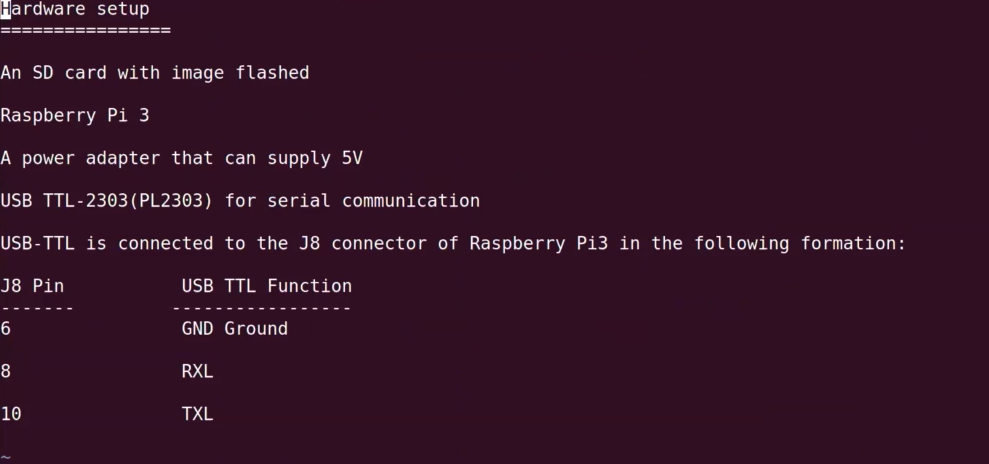 Hardware setup
================
An SD card with image flashed
Raspberry Pi 3
A power adapter that can supply 5V
USB TTL-2303(PL2303) for serial communication
USB-TTL is connected to the J8 connector of Raspberry Pi3 in the following formation:
J8 Pin           USB TTL Function
-------         -----------------
6                GND Ground
8                RXL
10               TXL
~